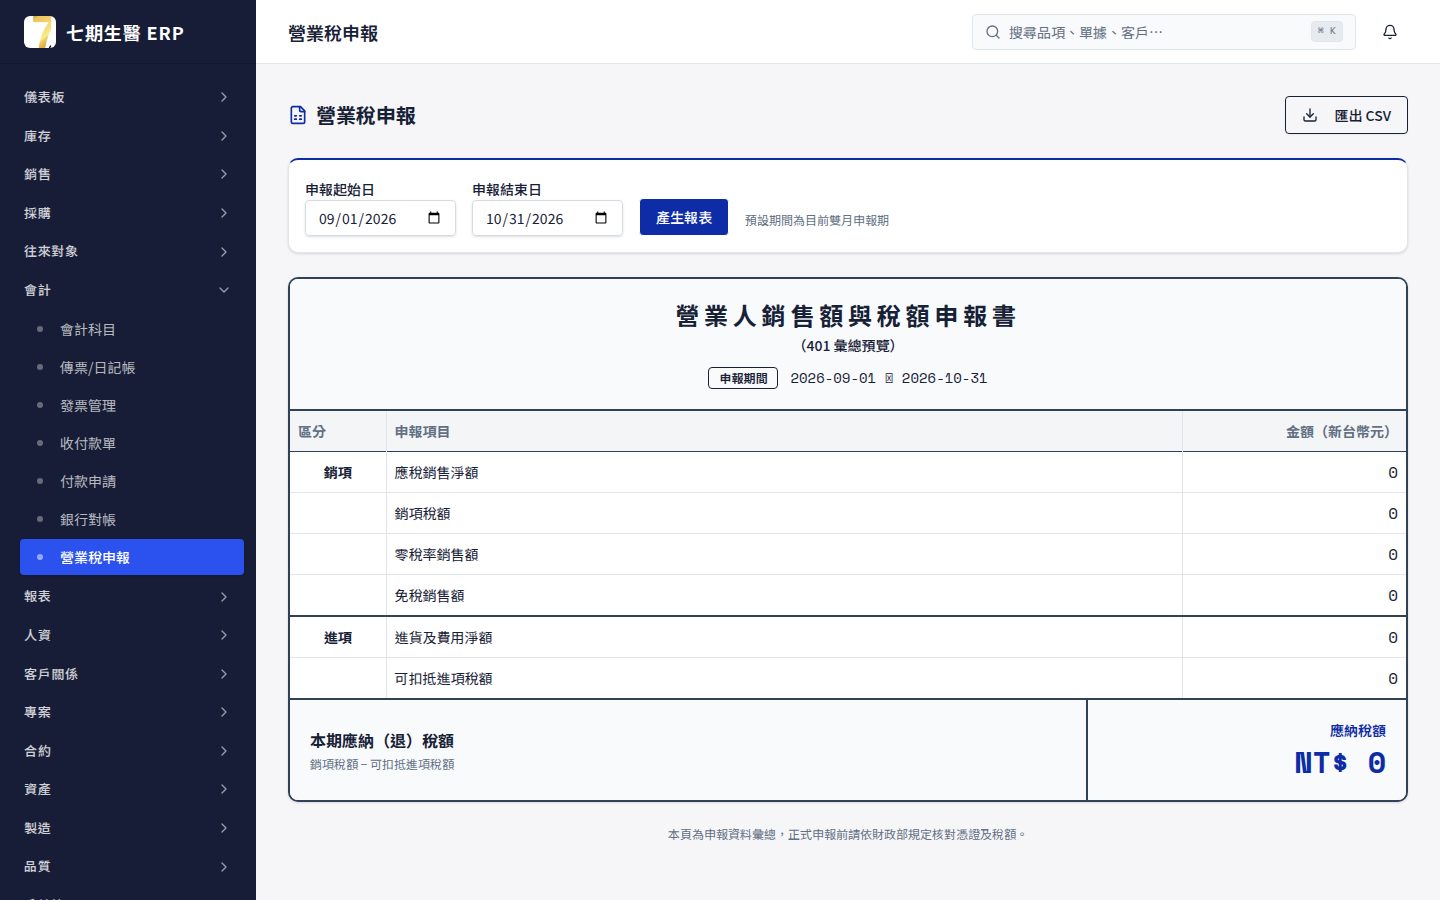 七期生醫 ERP
營業稅申報
搜尋品項、單據、客戶…
⌘ K
儀表板
庫存
銷售
採購
往來對象
會計
會計科目
傳票/日記帳
發票管理
收付款單
付款申請
銀行對帳
營業稅申報
報表
人資
客戶關係
專案
合約
資產
製造
品質
營業稅申報
匯出 CSV
申報起始日
申報結束日
09/01/2026
10/31/2026
產生報表
預設期間為目前雙月申報期
營業人銷售額與稅額申報書
（401 彙總預覽）
申報期間 2026-09-01 2026-10-31
區分 申報項目 金額（新台幣元）
銷項 應稅銷售淨額 0
銷項稅額 0
零稅率銷售額 0
免稅銷售額 0
進項 進貨及費用淨額 0
可扣抵進項稅額 0
本期應納（退）稅額
銷項稅額 − 可扣抵進項稅額
應納稅額
NT$ 0
本頁為申報資料彙總，正式申報前請依財政部規定核對憑證及稅額。